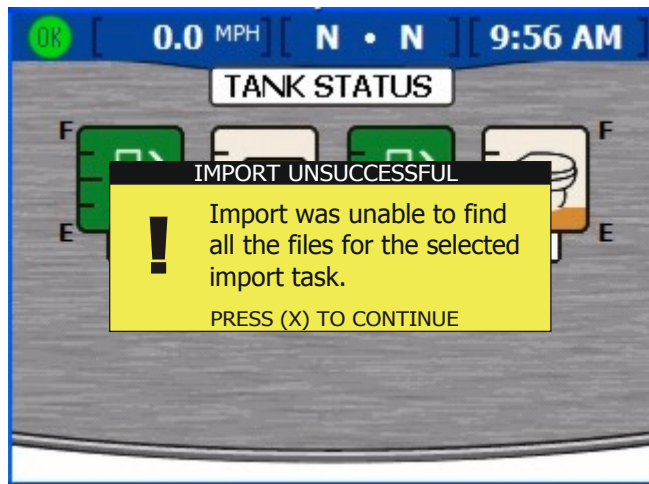 OK [ 0.0 MPH ] [ N • N ] [ 9:56 AM ]
TANK STATUS
F F
IMPORT UNSUCCESSFUL
! Import was unable to find
all the files for the selected
import task.
E E
PRESS (X) TO CONTINUE